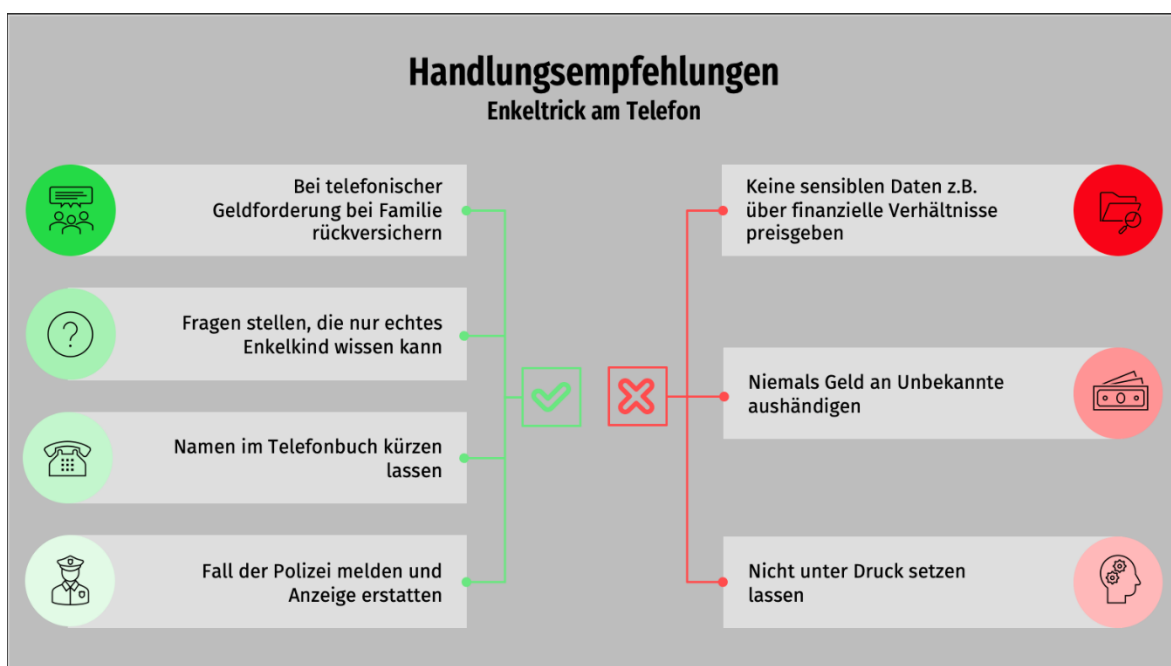 Handlungsempfehlungen
Enkeltrick am Telefon
Bei telefonischer
Geldforderung bei Familie
rückversichern
Fragen stellen, die nur echtes
Enkelkind wissen kann
Namen im Telefonbuch kürzen
lassen
Fall der Polizei melden und
Anzeige erstatten
Keine sensiblen Daten z.B.
über finanzielle Verhältnisse
preisgeben
Niemals Geld an Unbekannte
aushändigen
Nicht unter Druck setzen
lassen